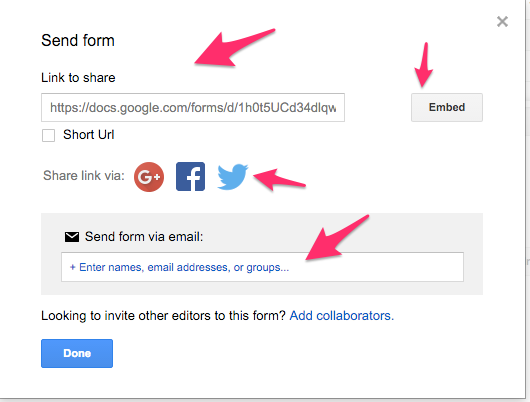 Send form
Link to share
https://docs.google.com/forms/d/1h0t5UCd34dlqw
Embed
Short Url
Share link via:
G+
f
Send form via email:
+ Enter names, email addresses, or groups...
Looking to invite other editors to this form? Add collaborators.
Done